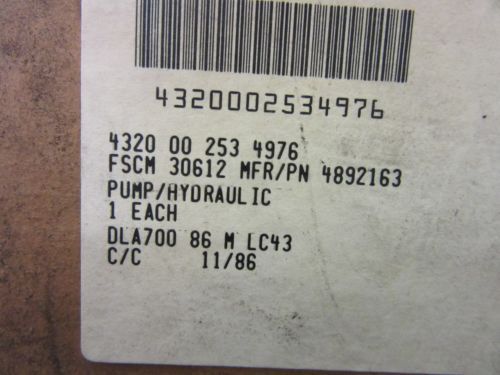 4320002534976
4320 00 253 4976
FSCM 30612 MFR/PN 4892163
PUMP/HYDRAULIC
1 EACH
DLA700 86 M LC43
C/C 11/86